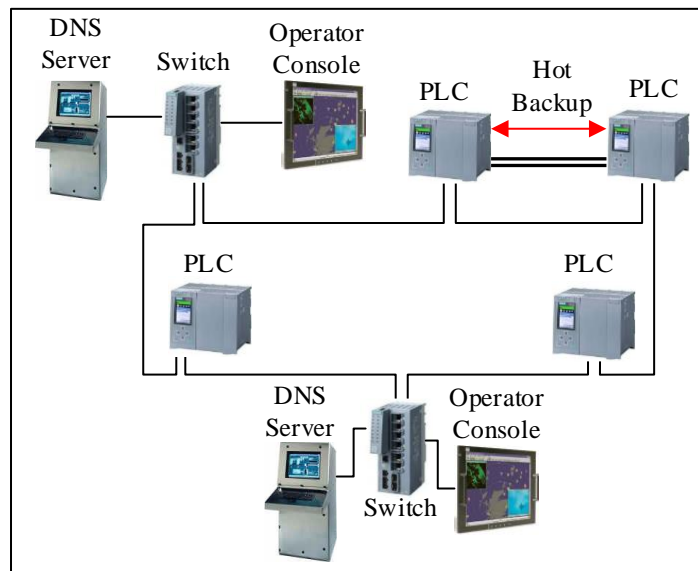 DNS
Server
Switch
Operator
Console
PLC
Hot
Backup
PLC
PLC
PLC
DNS
Server
Switch
Operator
Console